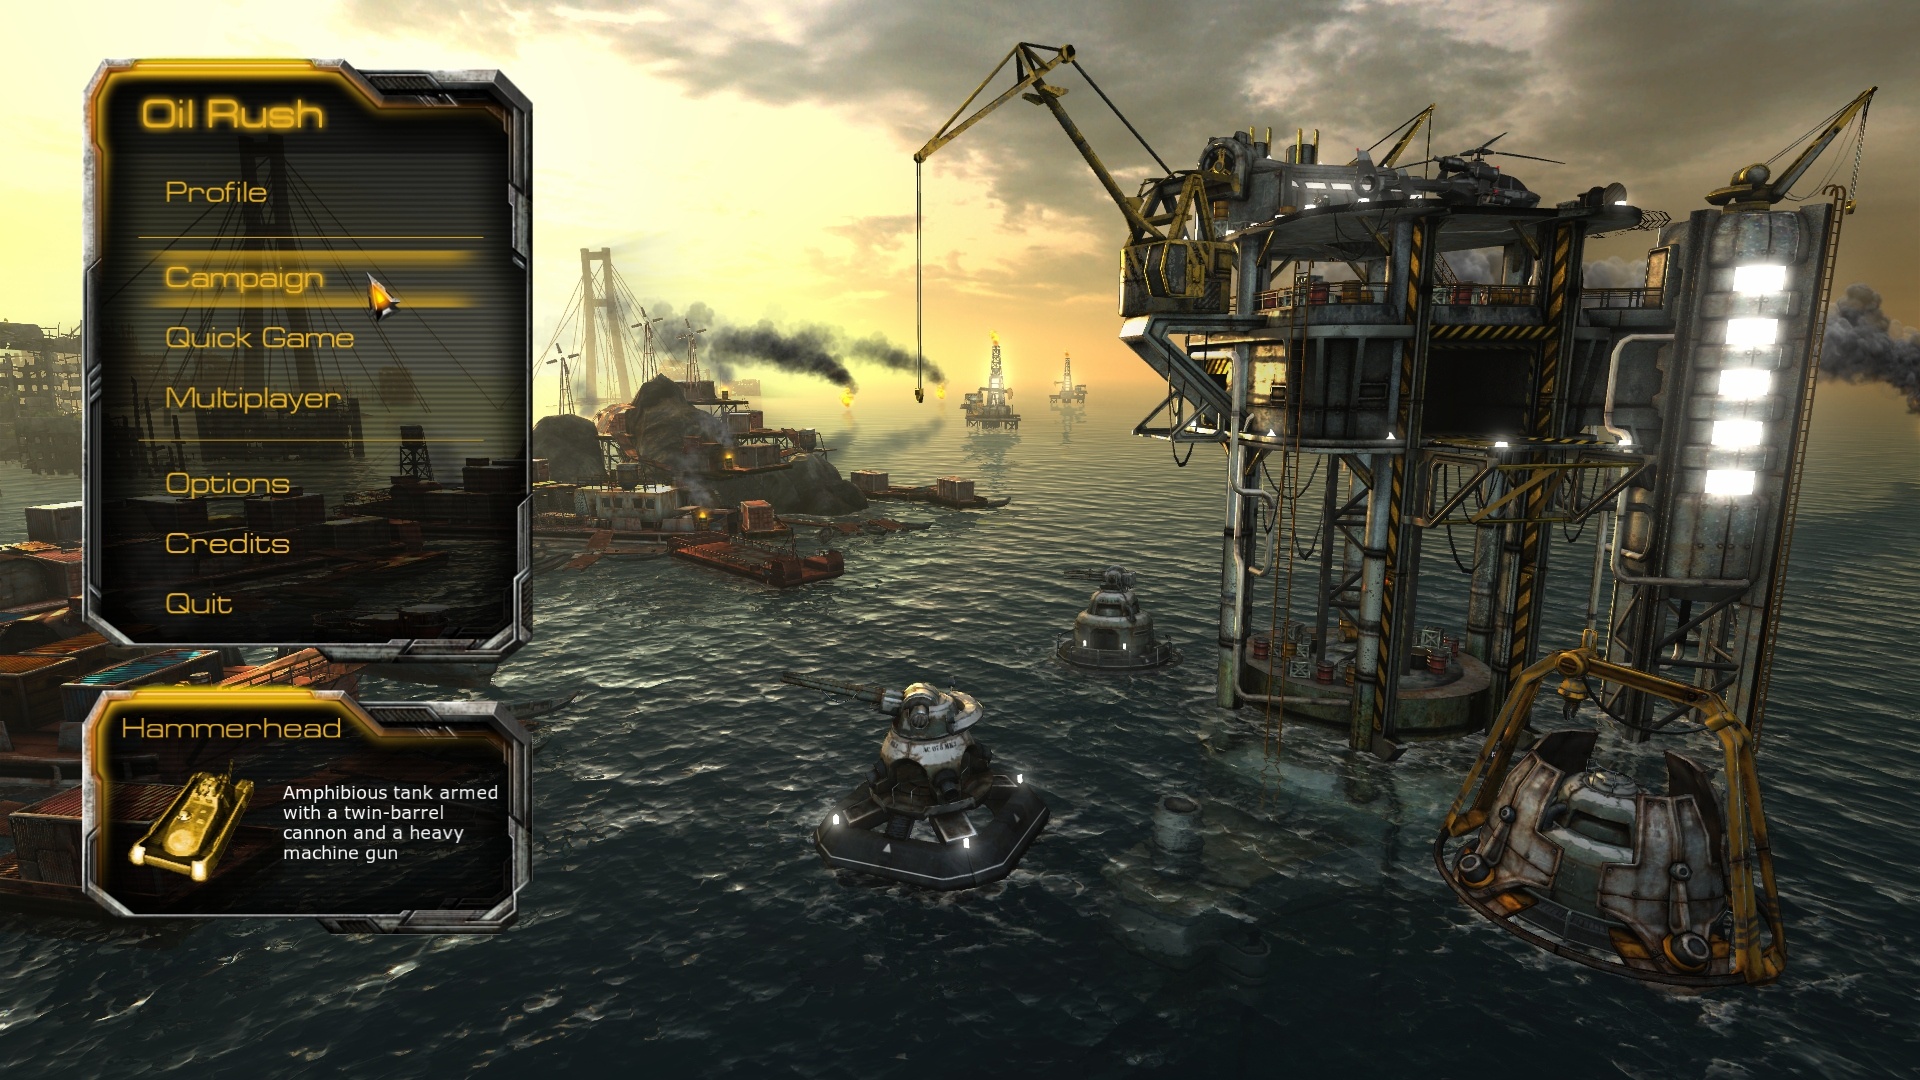 Oil Rush
Profile
Campaign
Quick Game
Multiplayer
Options
Credits
Quit
Hammerhead
Amphibious tank armed
with a twin-barrel
cannon and a heavy
machine gun